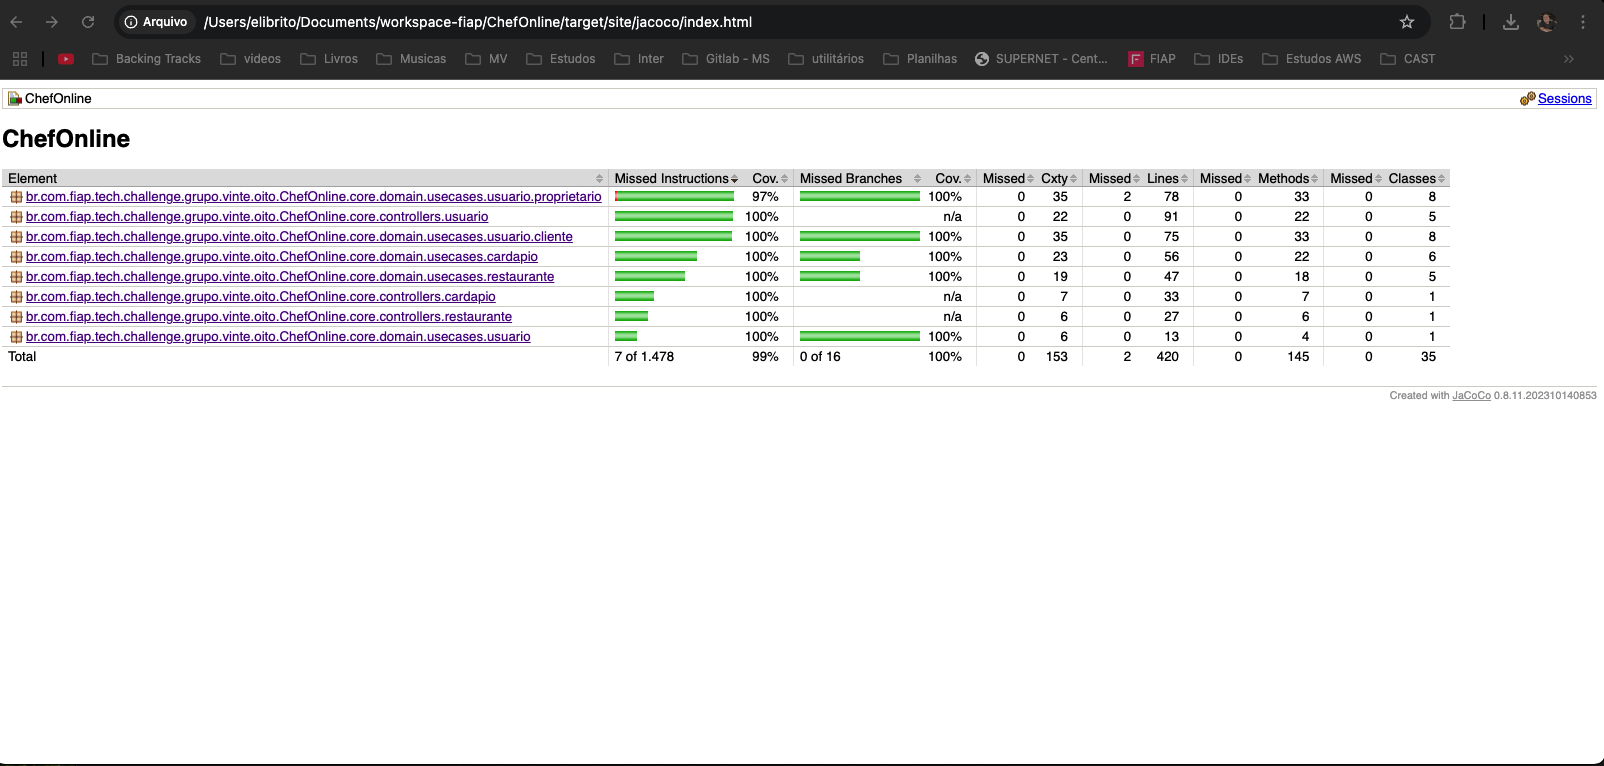 Arquivo /Users/elibrito/Documents/workspace-fiap/ChefOnline/target/site/jacoco/index.html
Backing Tracks videos Livros Musicas MV Estudos Inter Gitlab - MS utilitários Planilhas SUPERNET - Cent... FIAP IDEs Estudos AWS CAST »
ChefOnline Sessions
ChefOnline
Element Missed Instructions Cov. Missed Branches Cov. Missed Cxty Missed Lines Missed Methods Missed Classes
br.com.fiap.tech.challenge.grupo.vinte.oito.ChefOnline.core.domain.usecases.usuario.proprietario 97% 100% 0 35 2 78 0 33 0 8
br.com.fiap.tech.challenge.grupo.vinte.oito.ChefOnline.core.controllers.usuario 100% n/a 0 22 0 91 0 22 0 5
br.com.fiap.tech.challenge.grupo.vinte.oito.ChefOnline.core.domain.usecases.usuario.cliente 100% 100% 0 35 0 75 0 33 0 8
br.com.fiap.tech.challenge.grupo.vinte.oito.ChefOnline.core.domain.usecases.cardapio 100% 100% 0 23 0 56 0 22 0 6
br.com.fiap.tech.challenge.grupo.vinte.oito.ChefOnline.core.domain.usecases.restaurante 100% 100% 0 19 0 47 0 18 0 5
br.com.fiap.tech.challenge.grupo.vinte.oito.ChefOnline.core.controllers.cardapio 100% n/a 0 7 0 33 0 7 0 1
br.com.fiap.tech.challenge.grupo.vinte.oito.ChefOnline.core.controllers.restaurante 100% n/a 0 6 0 27 0 6 0 1
br.com.fiap.tech.challenge.grupo.vinte.oito.ChefOnline.core.domain.usecases.usuario 100% 100% 0 6 0 13 0 4 0 1
Total 7 of 1.478 99% 0 of 16 100% 0 153 2 420 0 145 0 35
Created with JaCoCo 0.8.11.202310140853